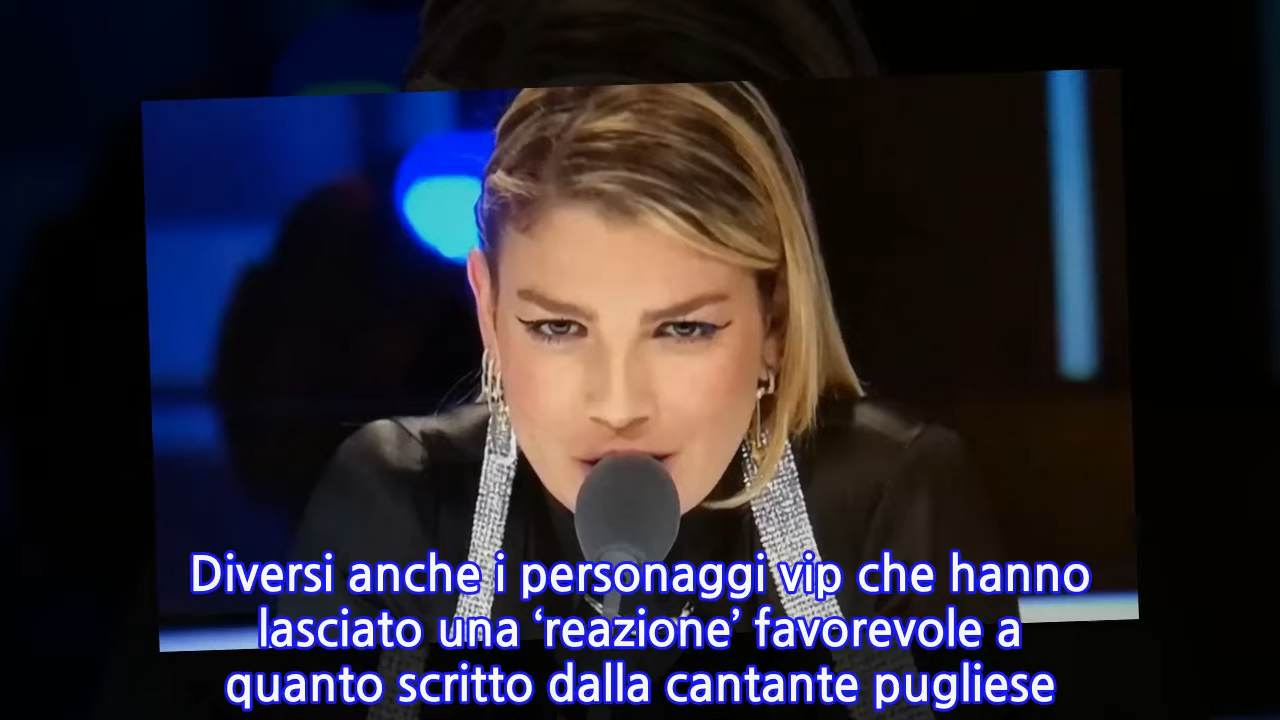 Diversi anche i personaggi vip che hanno
lasciato una ‘reazione’ favorevole a
quanto scritto dalla cantante pugliese